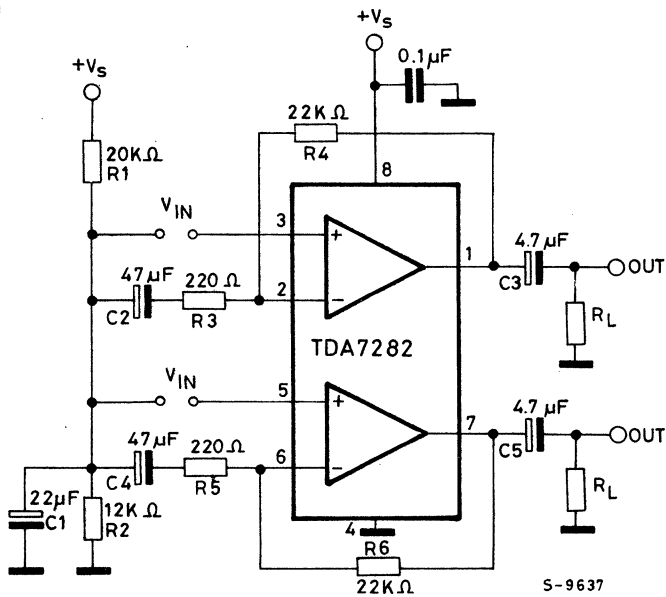 +Vs
0.1µF
+Vs
22KΩ
R4
20KΩ
R1
8
VIN
3
+
4.7µF
1
OUT
47µF
220Ω
C3
C2
R3
2
−
RL
TDA7282
VIN
5
+
4.7µF
7
OUT
47µF
220Ω
C5
C4
R5
6
−
22µF
C1
12KΩ
R2
RL
4
R6
22KΩ
S-9637